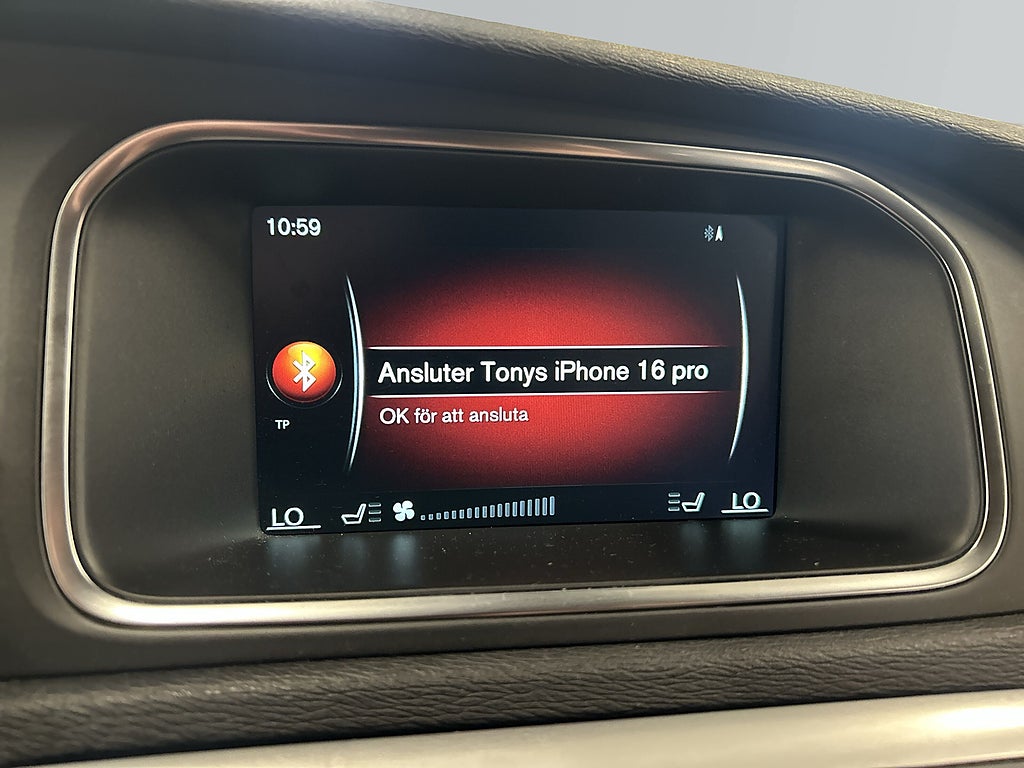 10:59
Ansluter Tonys iPhone 16 pro
OK för att ansluta
TP
LO
LO